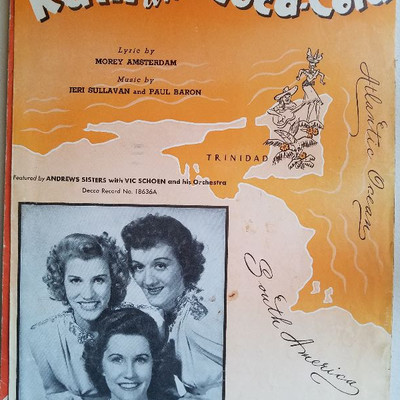 Rum and Coca-Cola
Lyric by
MOREY AMSTERDAM
Music by
JERI SULLAVAN and PAUL BARON
TRINIDAD
Atlantic Ocean
Featured by ANDREWS SISTERS with VIC SCHOEN and his Orchestra
Decca Record No. 18636A
South America